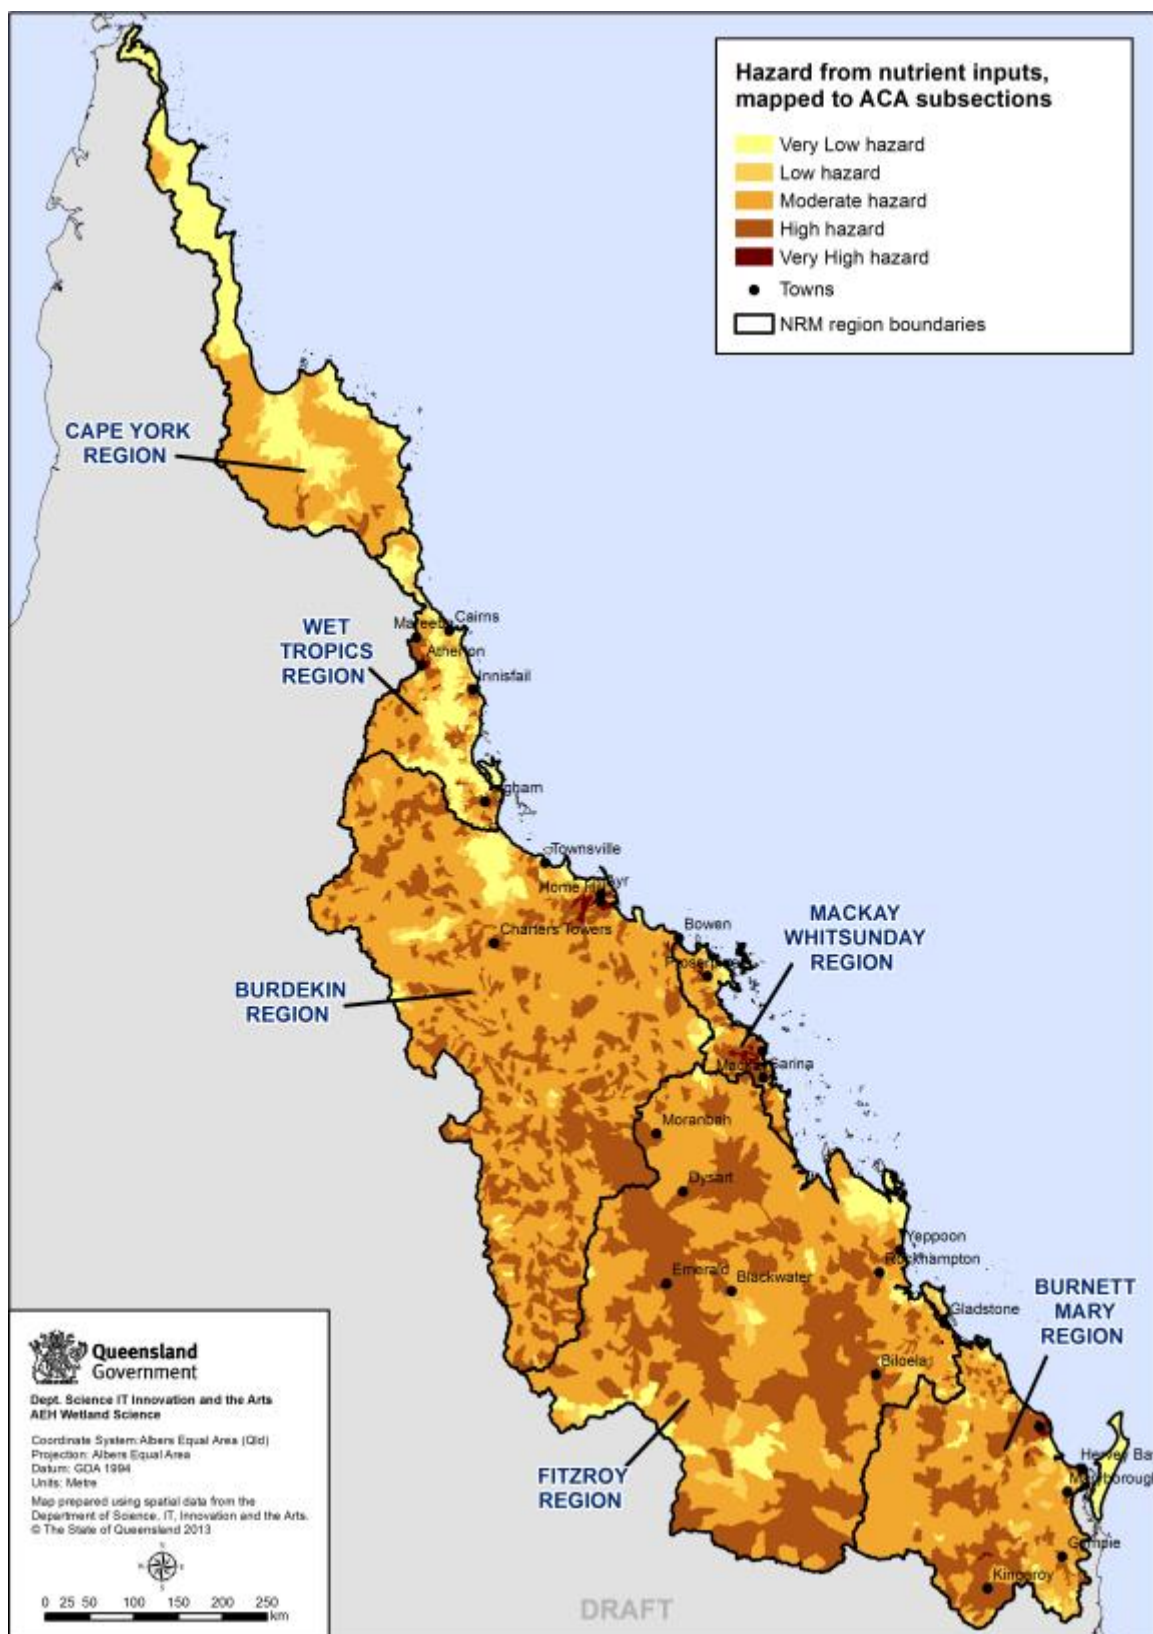 Hazard from nutrient inputs,
mapped to ACA subsections
Very Low hazard
Low hazard
Moderate hazard
High hazard
Very High hazard
Towns
NRM region boundaries
CAPE YORK
REGION
WET
TROPICS
REGION
Cairns
Atherton
Innisfail
Townsville
Home Hill
Ayr
Charters Towers
Bowen
MACKAY
WHITSUNDAY
REGION
BURDEKIN
REGION
Sarina
Moranbah
Dysart
Emerald
Blackwater
Yeppoon
Rockhampton
Gladstone
Biloela
BURNETT
MARY
REGION
Hervey Ba
Maryborough
Gympie
Kingaroy
FITZROY
REGION
Queensland
Government
Dept. Science IT Innovation and the Arts
AEH Wetland Science
Coordinate System:Albers Equal Area (Qld)
Projection: Albers Equal Area
Datum: GDA 1994
Units: Metre
Map prepared using spatial data from the
Department of Science, IT, Innovation and the Arts.
© The State of Queensland 2013
0 25 50 100 150 200 250
km
DRAFT